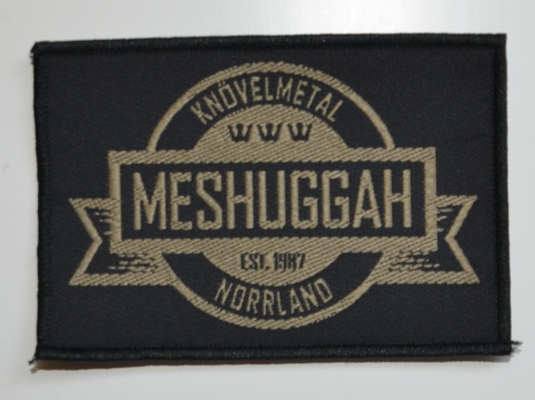 KNÖVELMETAL
MESHUGGAH
EST. 1987
NORRLAND